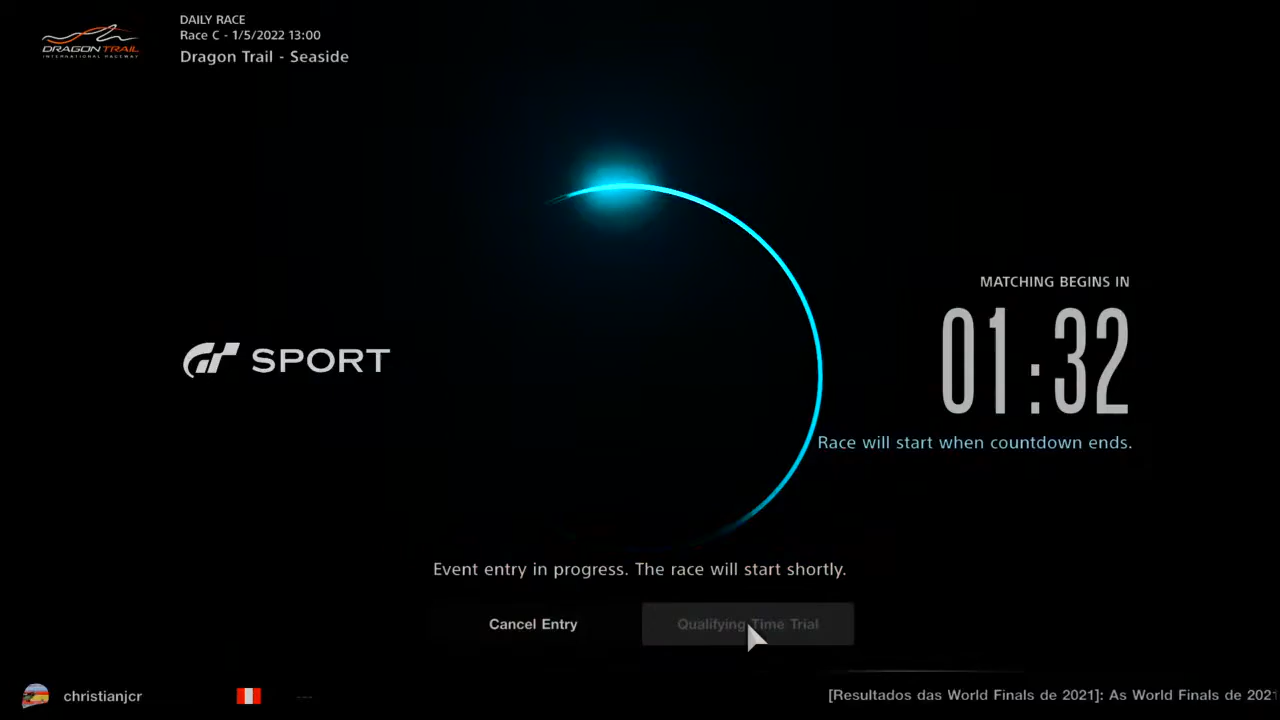 DRAGON TRAIL
INTERNATIONAL RACEWAY
DAILY RACE
Race C - 1/5/2022 13:00
Dragon Trail - Seaside
MATCHING BEGINS IN
01:32
Race will start when countdown ends.
GT SPORT
Event entry in progress. The race will start shortly.
Cancel Entry
Qualifying Time Trial
christianjcr
---
[Resultados das World Finals de 2021]: As World Finals de 2021